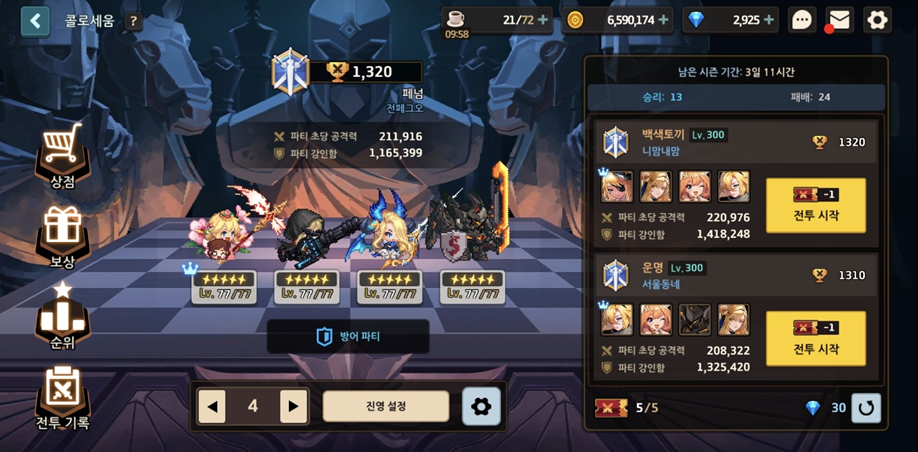 콜로세움 ?
21/72 +
09:58
6,590,174 +
2,925 +
1,320
페넘
전페그오
파티 초당 공격력 211,916
파티 강인함 1,165,399
상점
보상
순위
전투 기록
Lv.77/77
Lv.77/77
Lv.77/77
Lv.77/77
방어 파티
4
진영 설정
남은 시즌 기간: 3일 11시간
승리: 13 패배: 24
백색토끼 Lv.300
니맘내맘
1320
파티 초당 공격력 220,976
파티 강인함 1,418,248
-1
전투 시작
운명 Lv.300
서울동네
1310
파티 초당 공격력 208,322
파티 강인함 1,325,420
-1
전투 시작
5/5
30